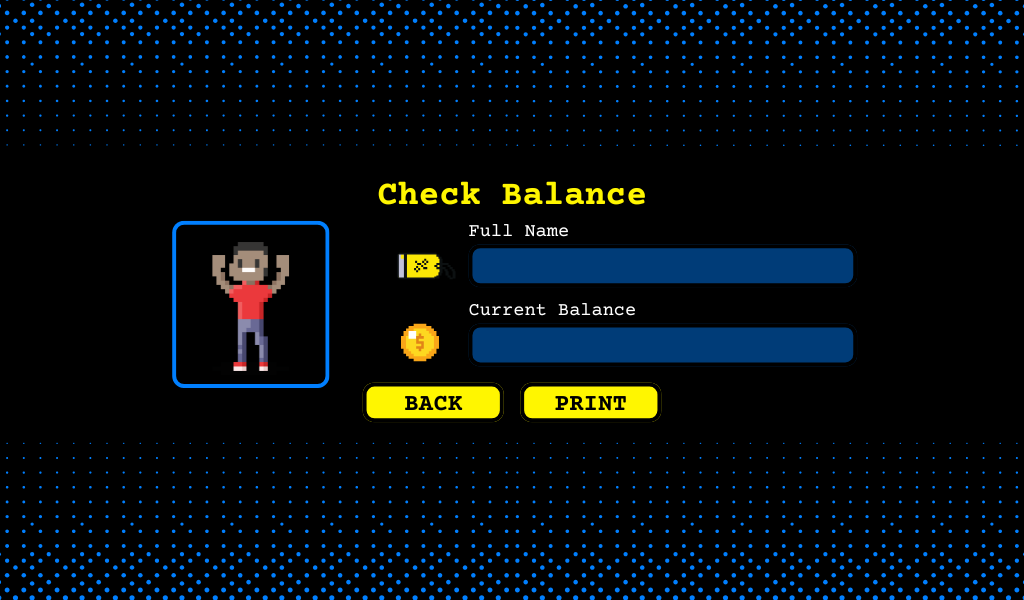 Check Balance
Full Name
Current Balance
$
BACK
PRINT